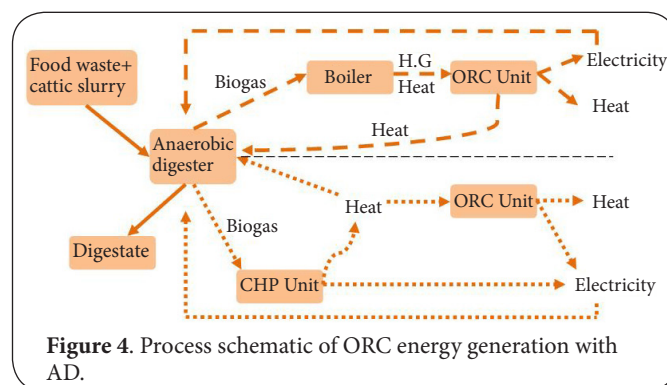 Food waste+
cattic slurry
Biogas
Boiler
H.G
Heat
ORC Unit
Electricity
Heat
Heat
Anaerobic
digester
Biogas
Heat
ORC Unit
Heat
Digestate
CHP Unit
Electricity
Figure 4. Process schematic of ORC energy generation with
AD.